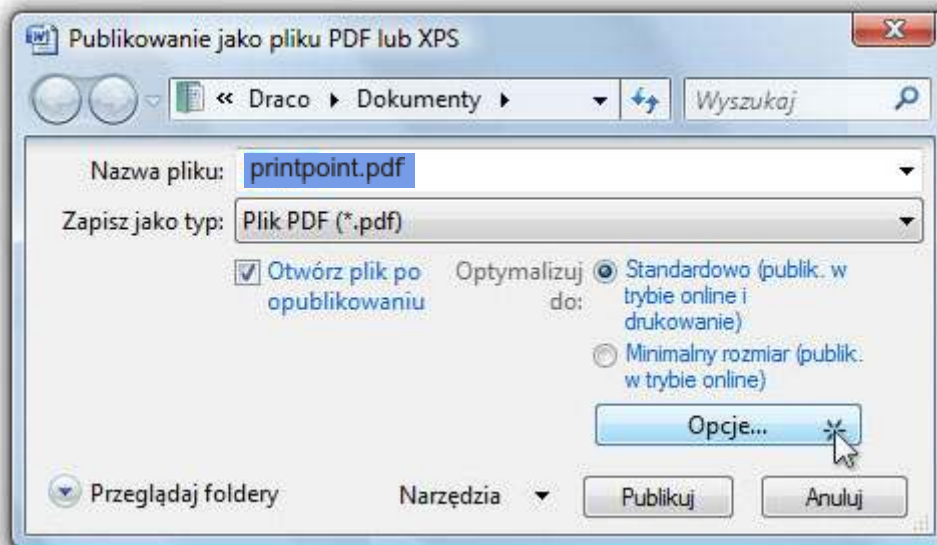 Publikowanie jako pliku PDF lub XPS
« Draco Dokumenty Wyszukaj
Nazwa pliku: printpoint.pdf
Zapisz jako typ: Plik PDF (*.pdf)
Otwórz plik po
opublikowaniu
Optymalizuj
do:
Standardowo (publik. w
trybie online i
drukowanie)
Minimalny rozmiar (publik.
w trybie online)
Opcje...
Przeglądaj foldery Narzędzia Publikuj Anuluj